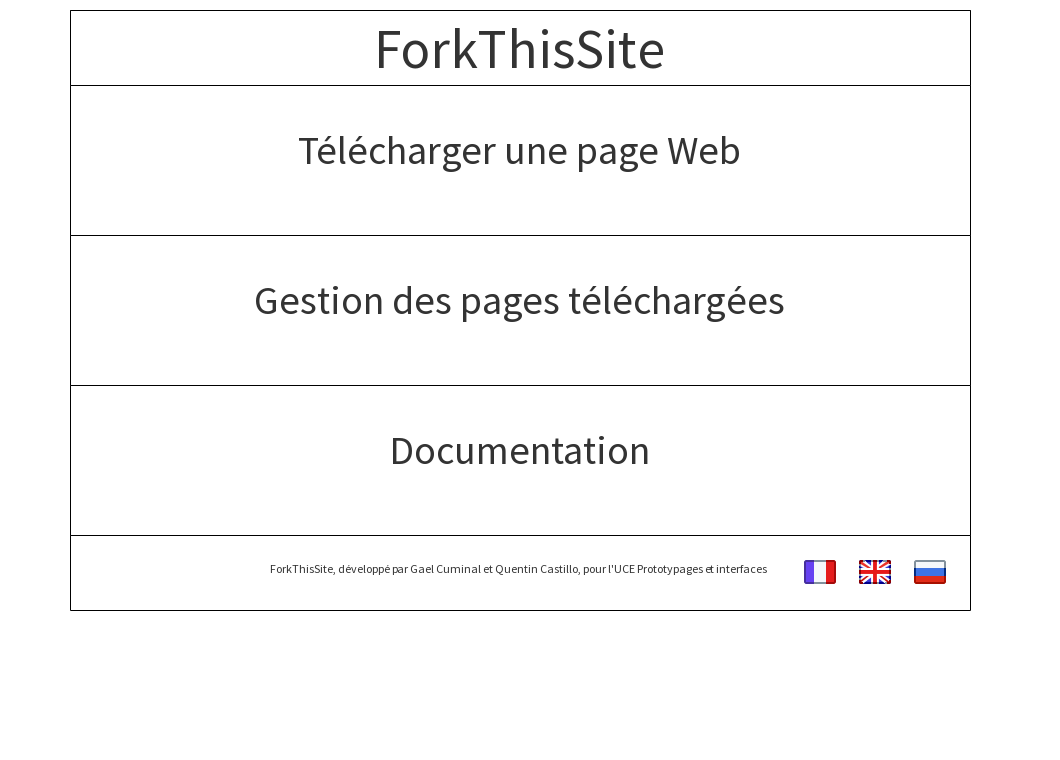 ForkThisSite
Télécharger une page Web
Gestion des pages téléchargées
Documentation
ForkThisSite, développé par Gael Cuminal et Quentin Castillo, pour l'UCE Prototypages et interfaces